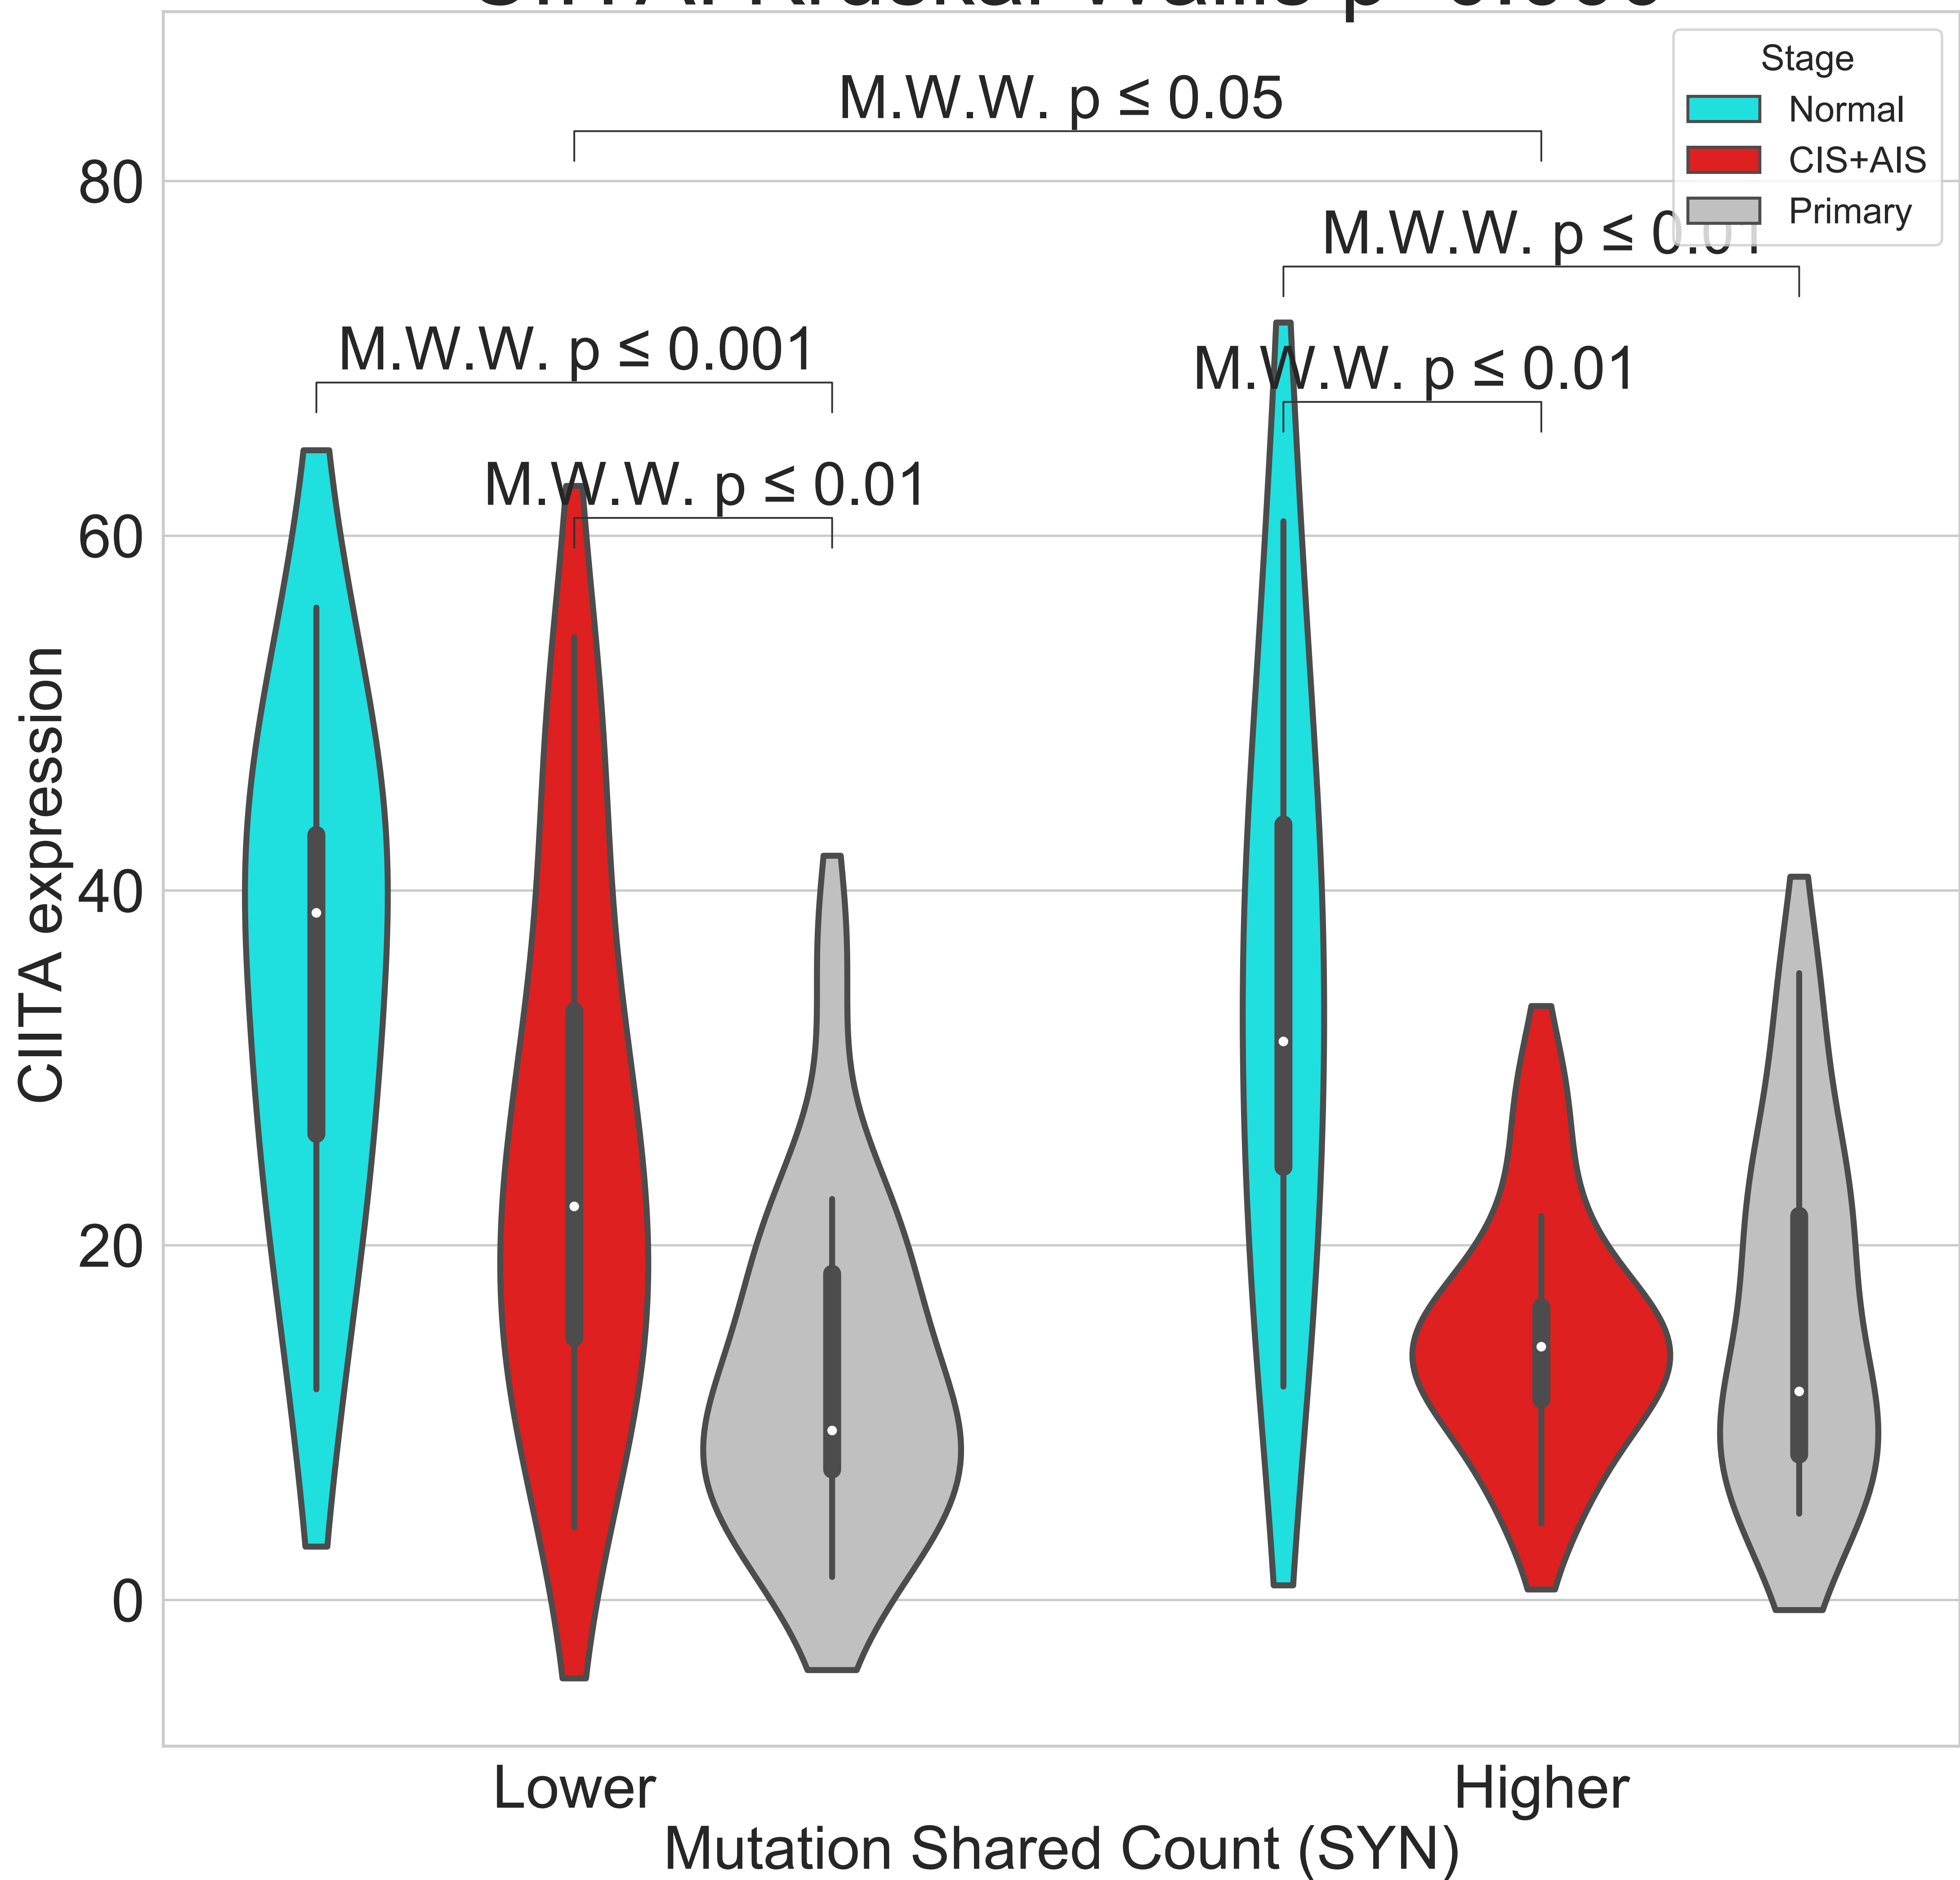 Stage
Normal
CIS+AIS
Primary
M.W.W. p ≤ 0.05
M.W.W. p ≤ 0.01
M.W.W. p ≤ 0.001
M.W.W. p ≤ 0.01
M.W.W. p ≤ 0.01
CIITA expression
80
60
40
20
0
Lower
Higher
Mutation Shared Count (SYN)